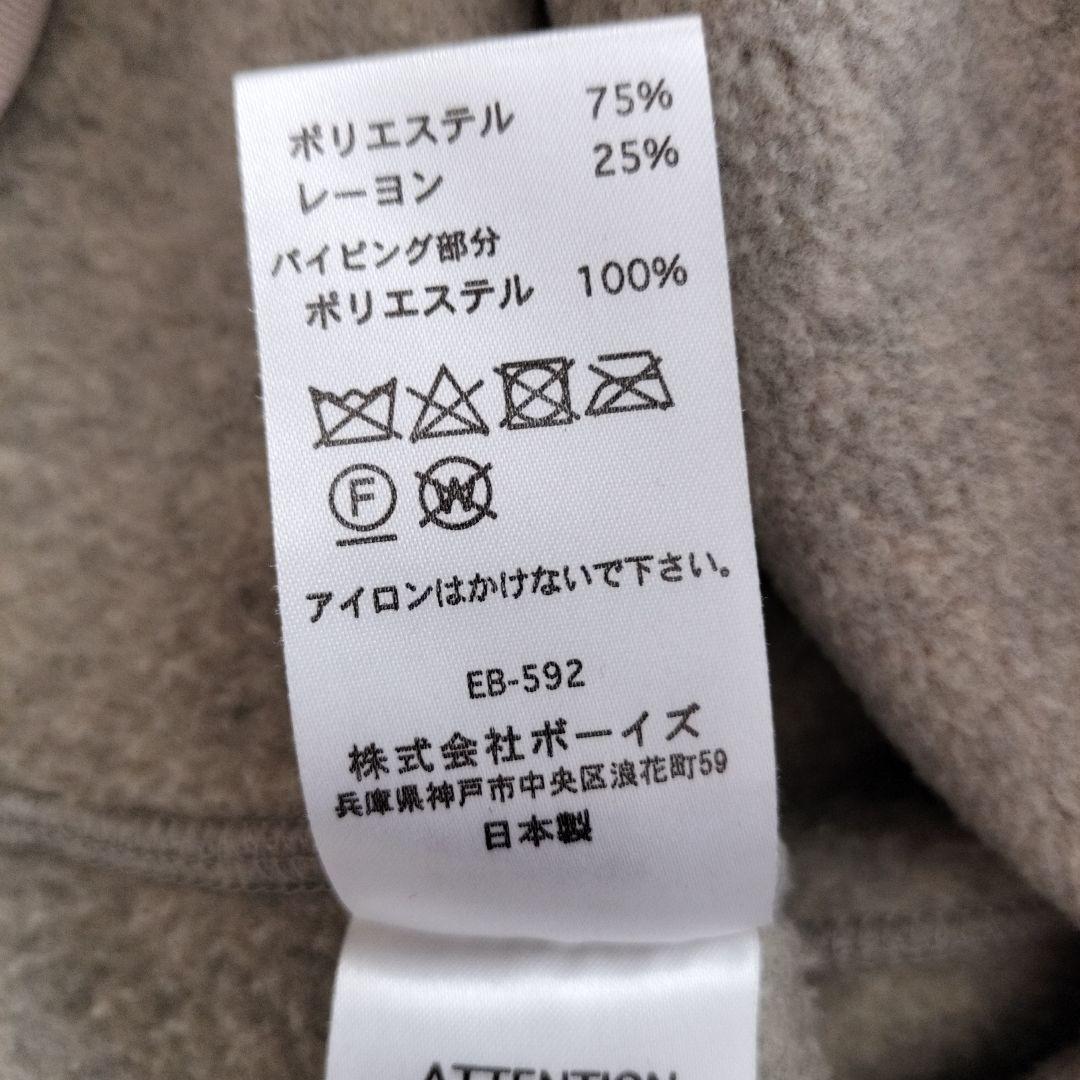 ポリエステル 75%
レーヨン 25%
パイピング部分
ポリエステル 100%
F W
アイロンはかけないで下さい。
EB-592
株式会社ボーイズ
兵庫県神戸市中央区浪花町59
日本製
ATTENTION